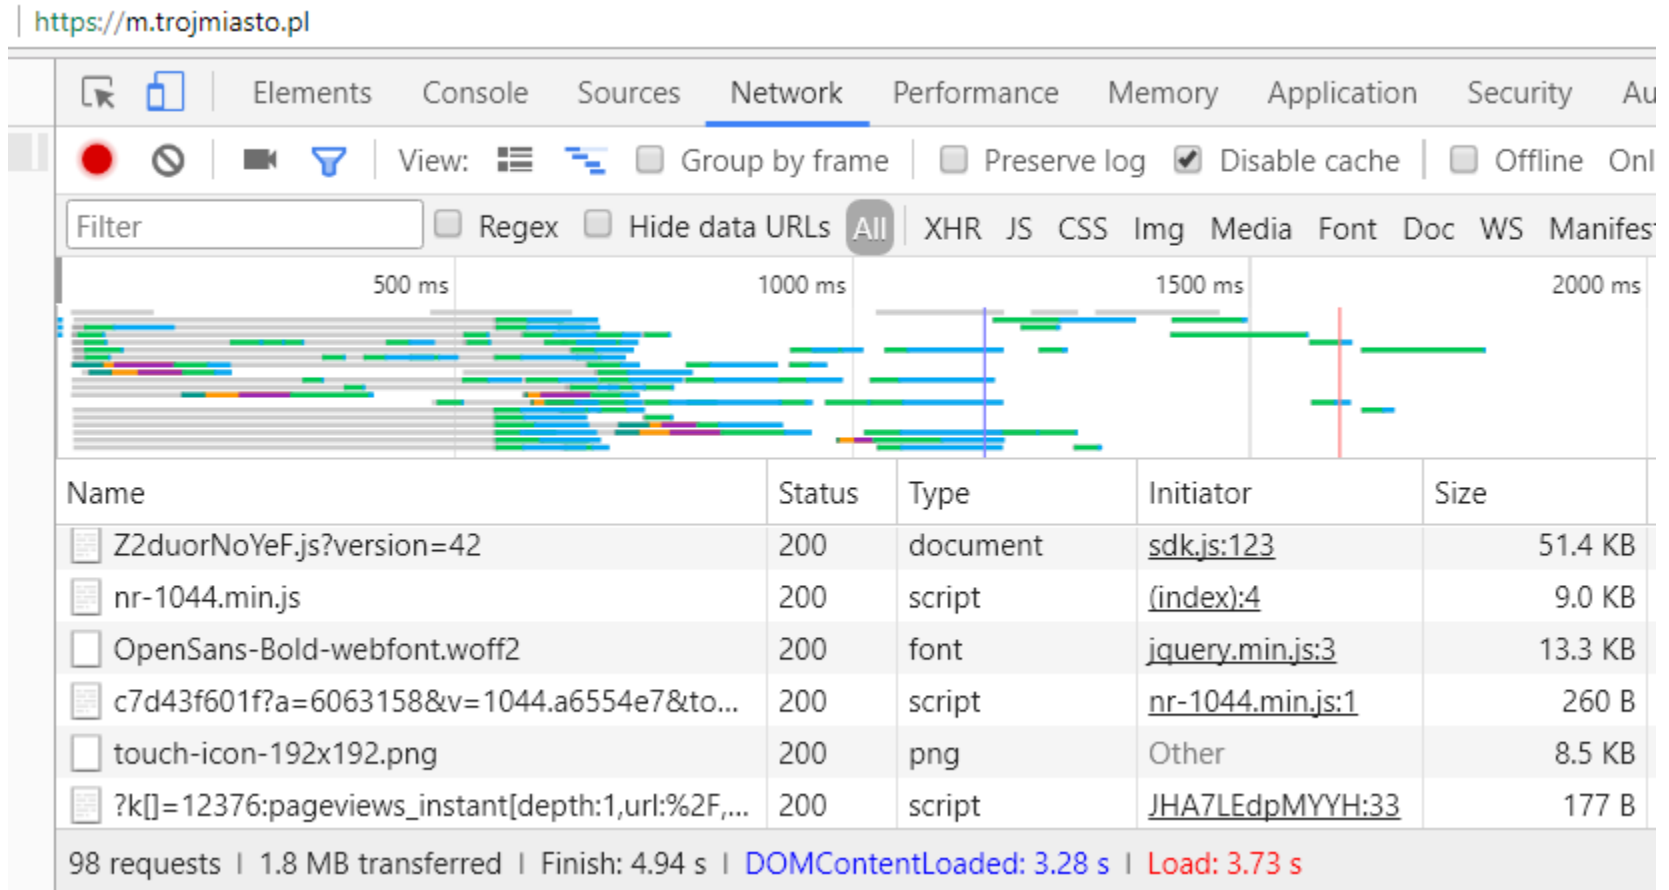 https://m.trojmiasto.pl
Elements Console Sources Network Performance Memory Application Security Au
View: Group by frame Preserve log Disable cache Offline Onl
Filter Regex Hide data URLs All XHR JS CSS Img Media Font Doc WS Manifest
500 ms 1000 ms 1500 ms 2000 ms
Name Status Type Initiator Size
Z2duorNoYeF.js?version=42 200 document sdk.js:123 51.4 KB
nr-1044.min.js 200 script (index):4 9.0 KB
OpenSans-Bold-webfont.woff2 200 font jquery.min.js:3 13.3 KB
c7d43f601f?a=6063158&v=1044.a6554e7&to... 200 script nr-1044.min.js:1 260 B
touch-icon-192x192.png 200 png Other 8.5 KB
?k[]=12376:pageviews_instant[depth:1,url:%2F,... 200 script JHA7LEdpMYYH:33 177 B
98 requests | 1.8 MB transferred | Finish: 4.94 s | DOMContentLoaded: 3.28 s | Load: 3.73 s